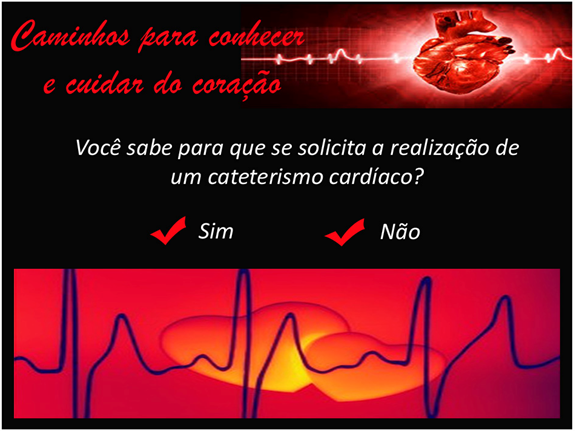 Caminhos para conhecer
e cuidar do coração
Você sabe para que se solicita a realização de
um cateterismo cardíaco?
Sim
Não